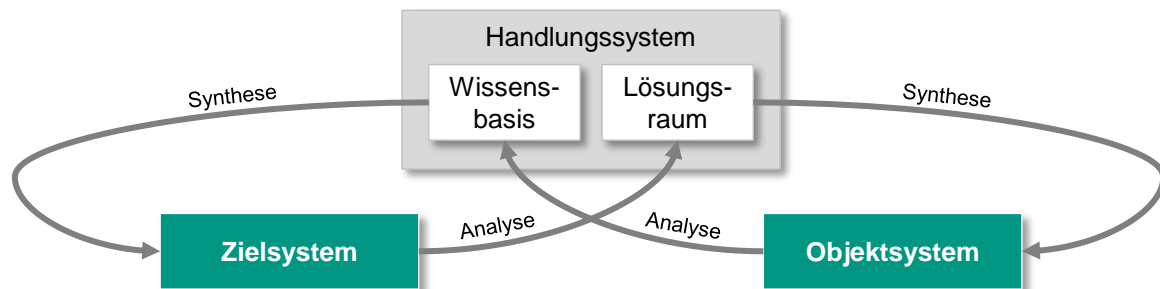 Handlungssystem
Wissens-
basis
Lösungs-
raum
Synthese
Synthese
Analyse
Analyse
Zielsystem
Objektsystem